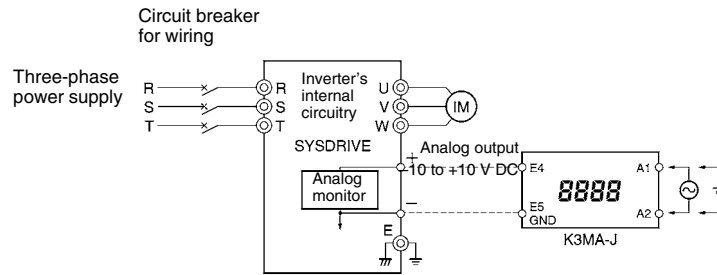 Circuit breaker
for wiring
Three-phase
power supply
R
S
T
R
S
T
Inverter's
internal
circuitry
SYSDRIVE
U
V
W
IM
+
Analog output
-10 to +10 V DC
Analog
monitor
−
E
E4
E5
GND
8888
A1
A2
K3MA-J